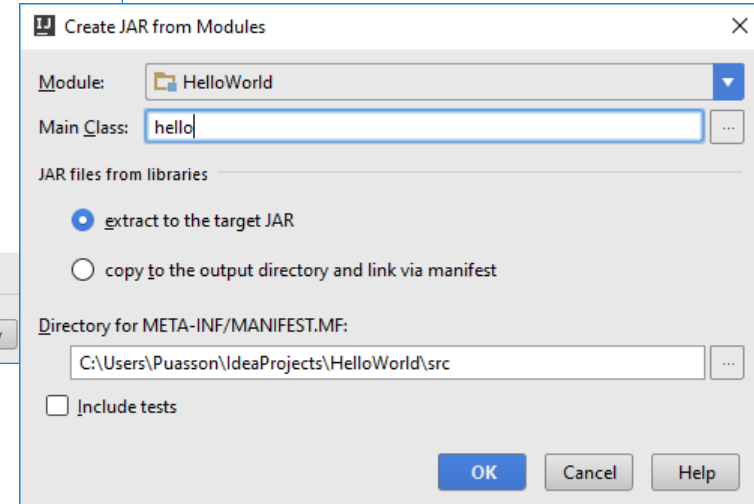 Create JAR from Modules
Module: HelloWorld
Main Class: hello ...
JAR files from libraries
extract to the target JAR
copy to the output directory and link via manifest
Directory for META-INF/MANIFEST.MF:
C:\Users\Puasson\IdeaProjects\HelloWorld\src ...
Include tests
OK Cancel Help